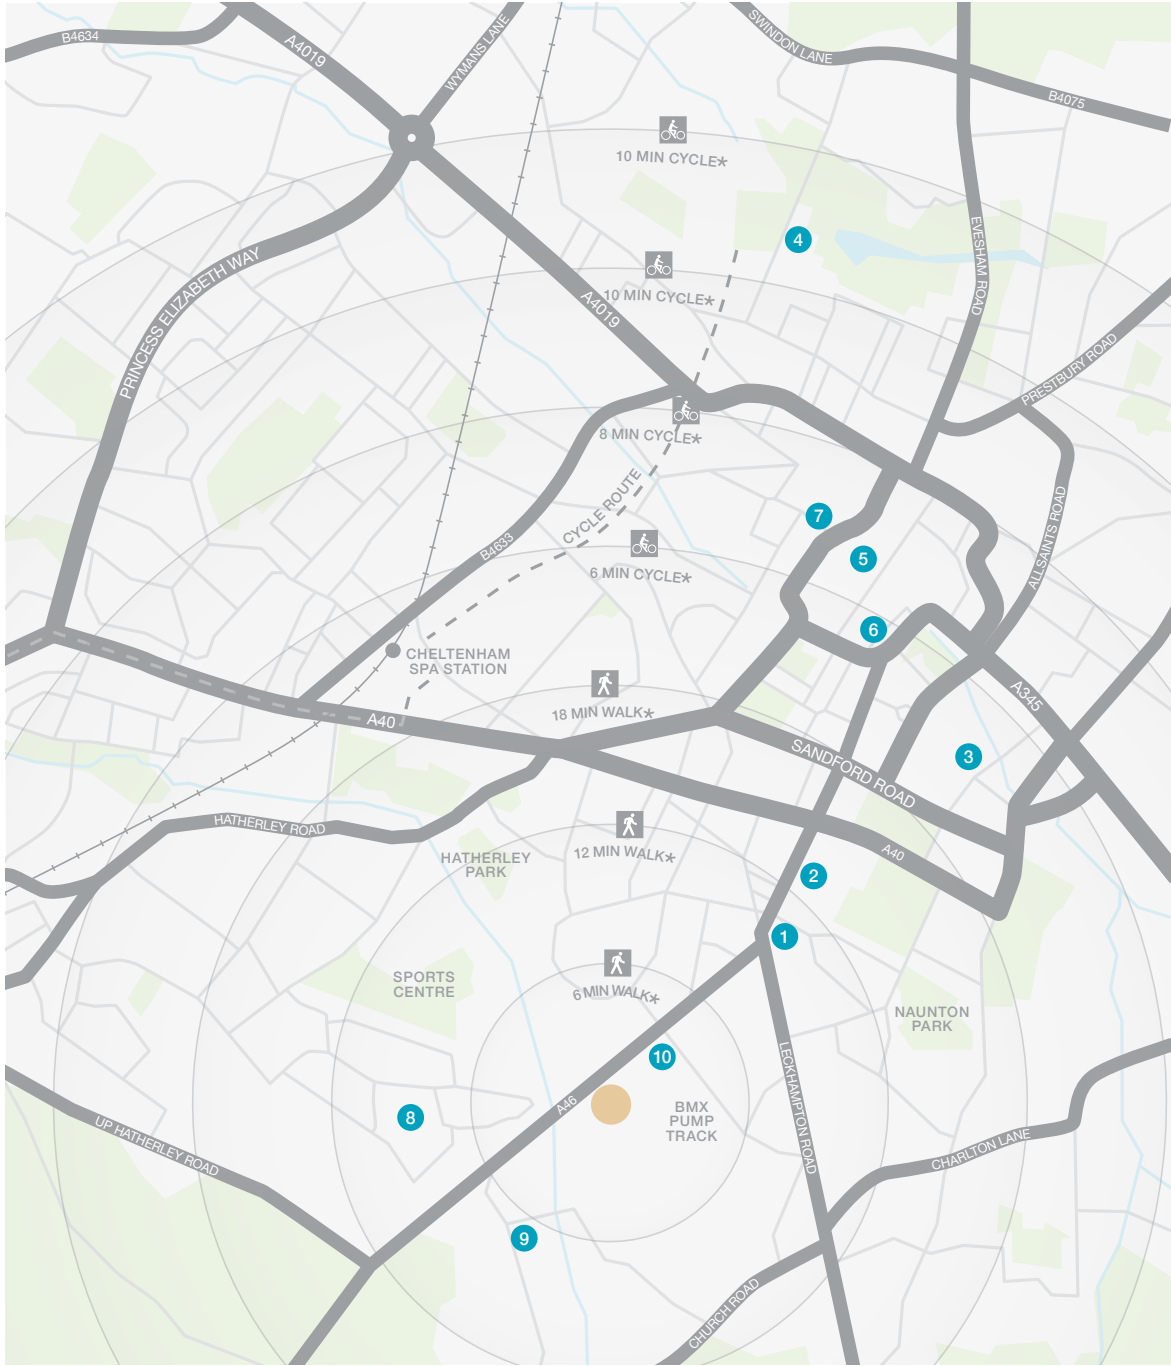 SWINDON LANE
B4634
A4019
WYMANS LANE
B4075
10 MIN CYCLE*
EVESHAM ROAD
4
PRINCESS ELIZABETH WAY
10 MIN CYCLE*
A4019
PRESTBURY ROAD
8 MIN CYCLE*
CYCLE ROUTE
7
ALLSAINTS ROAD
B4633
5
6 MIN CYCLE*
6
CHELTENHAM
SPA STATION
A345
18 MIN WALK*
A40
SANDFORD ROAD
3
HATHERLEY ROAD
12 MIN WALK*
A40
HATHERLEY
PARK
2
1
SPORTS
CENTRE
6 MIN WALK*
NAUNTON
PARK
10
LECKHAMPTON ROAD
A46
BMX
PUMP
TRACK
8
UP HATHERLEY ROAD
CHARLTON LANE
9
CHURCH ROAD